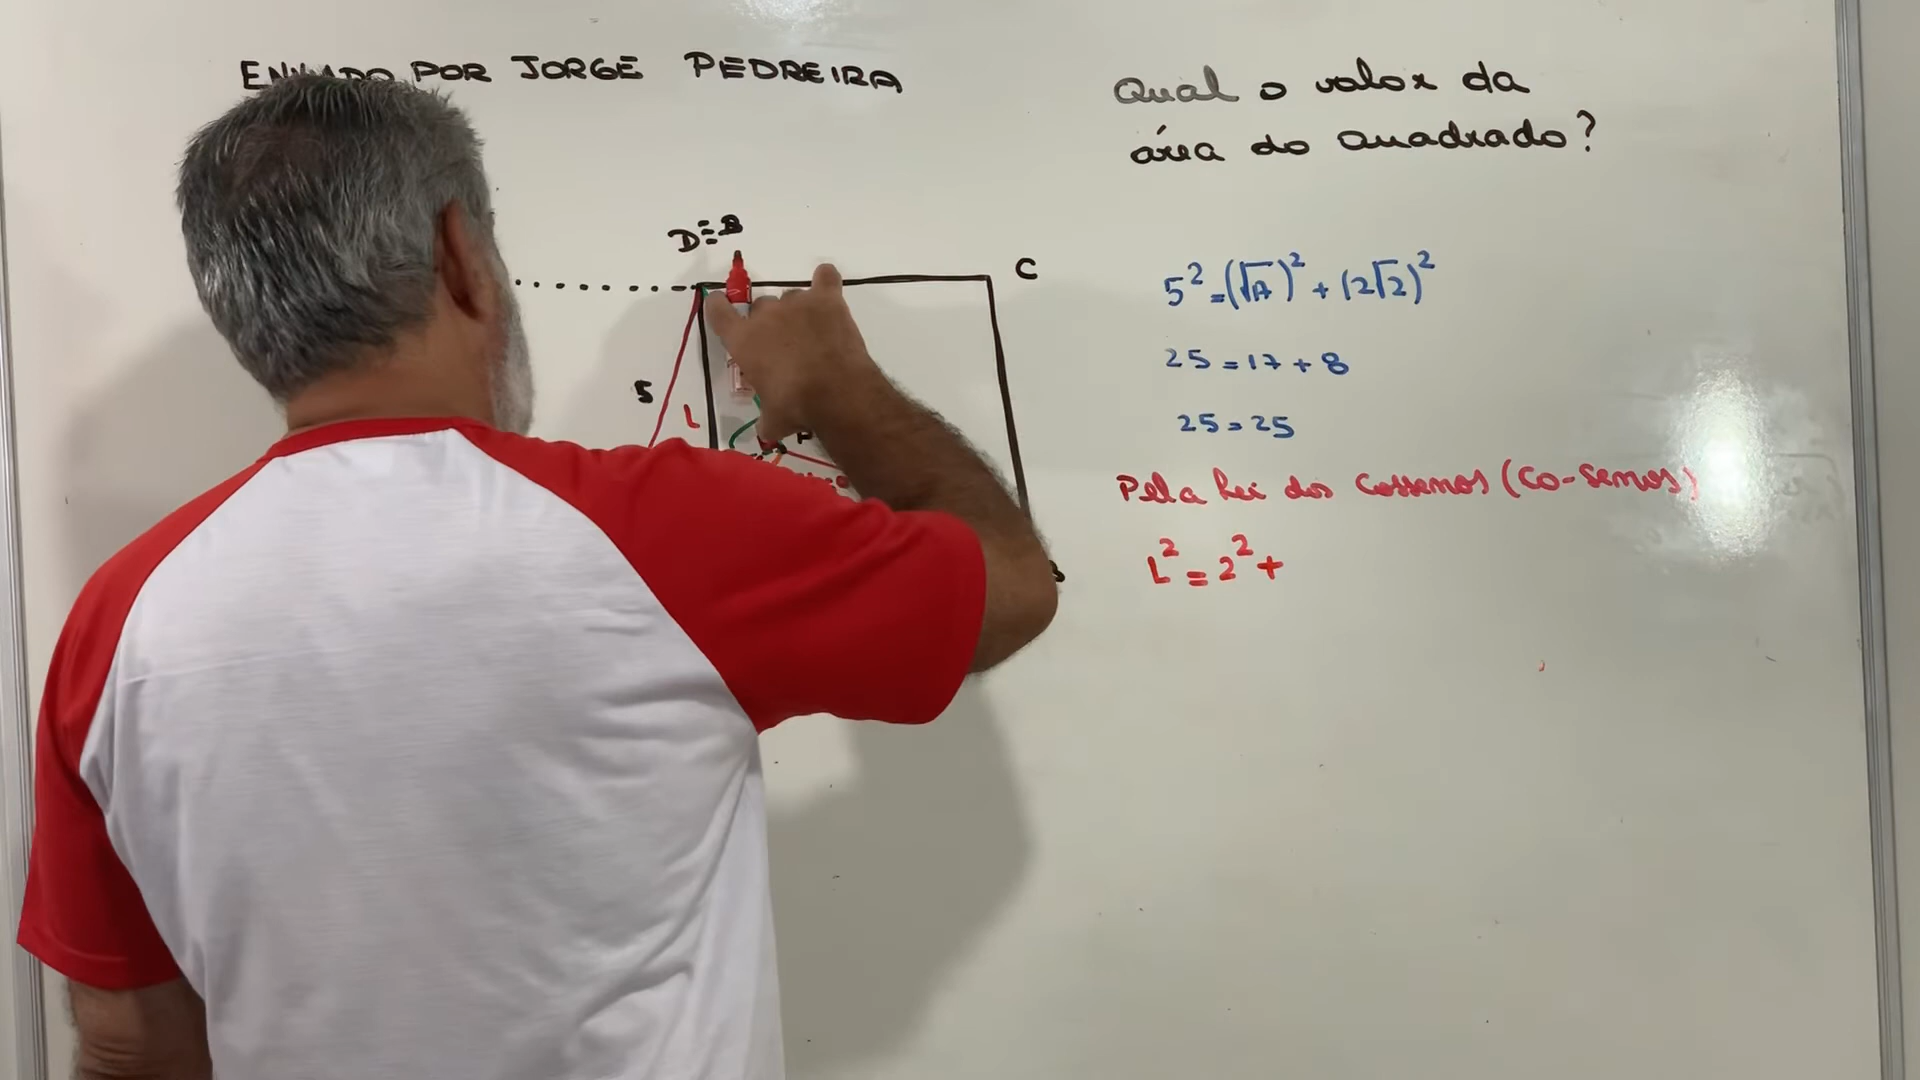 POR JORGE PEDREIRA
Qual o valor da
área do quadrado?
D≡B
C
5² = (√17)² + (2√2)²
5
25 = 17 + 8
L
25 = 25
P
Pela Lei dos Cossenos (Co-senos)
L² = 2² +